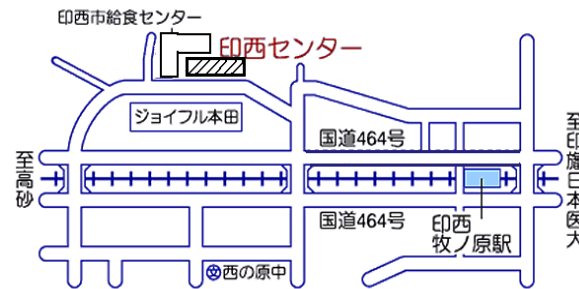 印西市給食センター
印西センター
ジョイフル本田
国道464号
至高砂
至印旛日本医大
国道464号
印西
牧ノ原駅
文西の原中